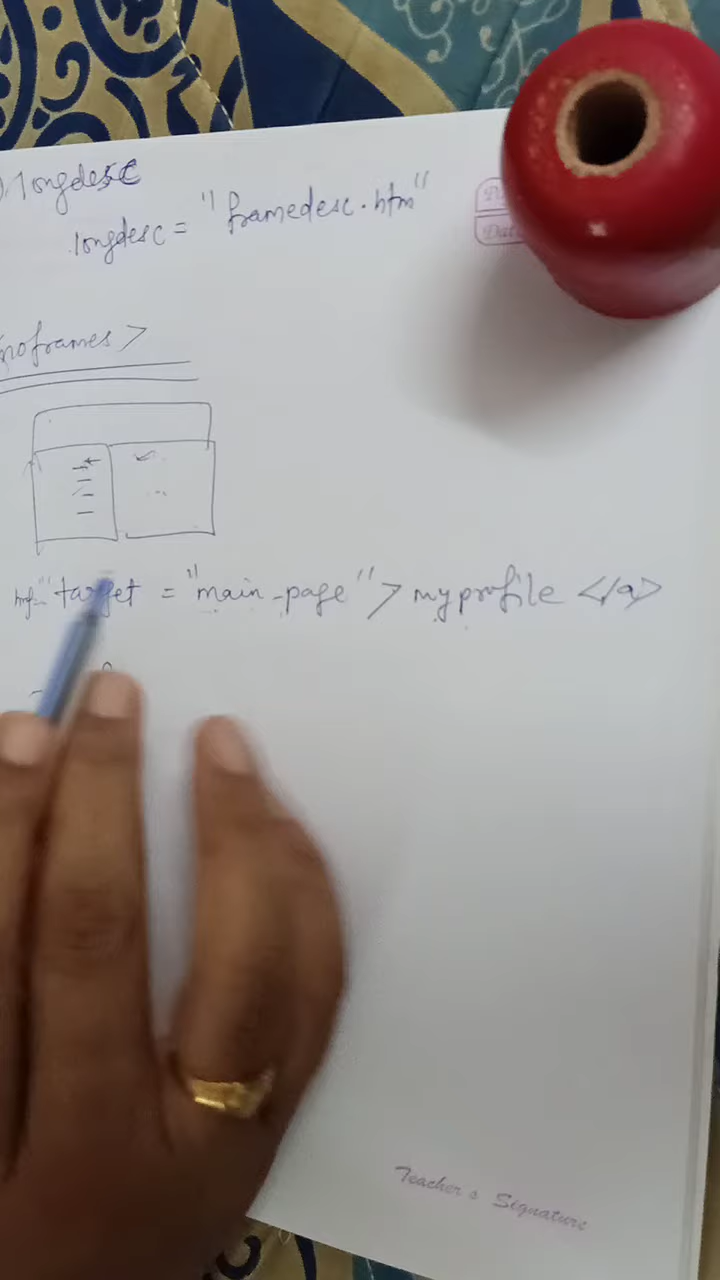 longdesc
longdesc = "framedesc.htm"
noframes >
target = "main-page" > myprofile </a>
Teacher's Signature